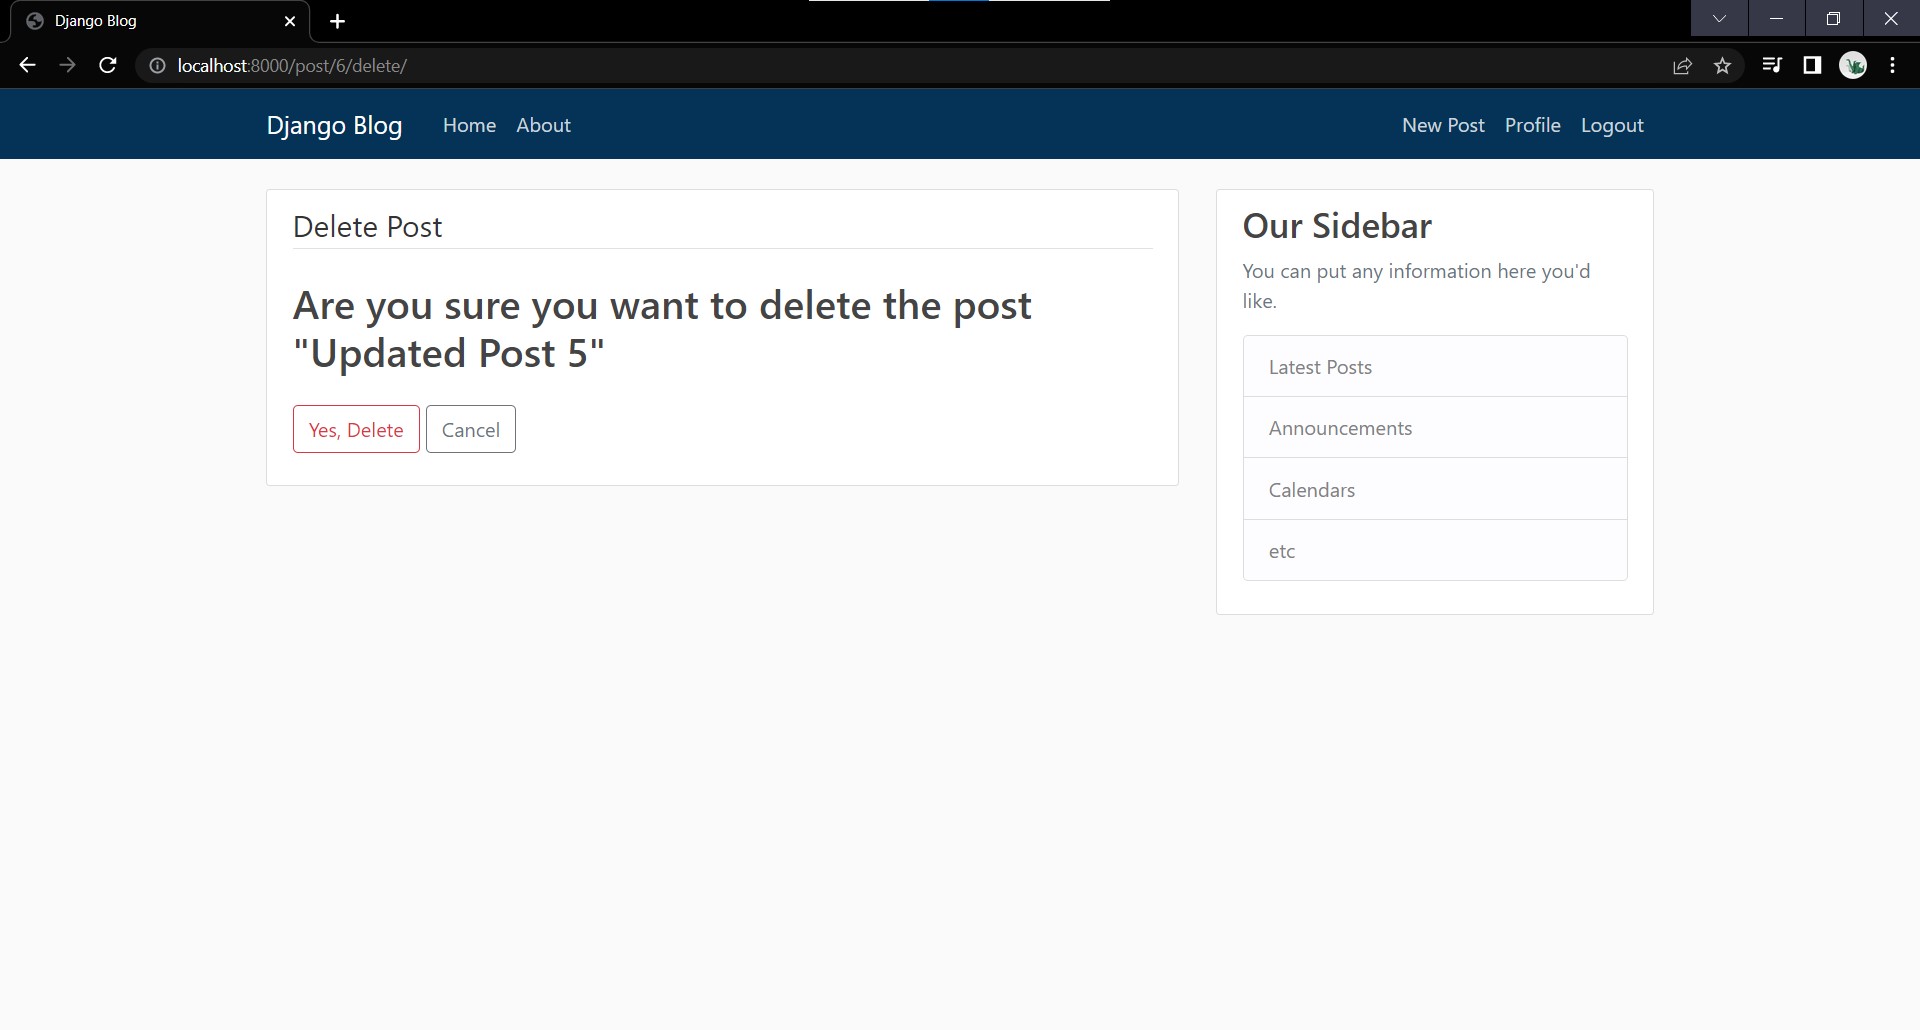 Django Blog
localhost:8000/post/6/delete/
Django Blog Home About New Post Profile Logout
Delete Post
Are you sure you want to delete the post
"Updated Post 5"
Yes, Delete Cancel
Our Sidebar
You can put any information here you'd
like.
Latest Posts
Announcements
Calendars
etc